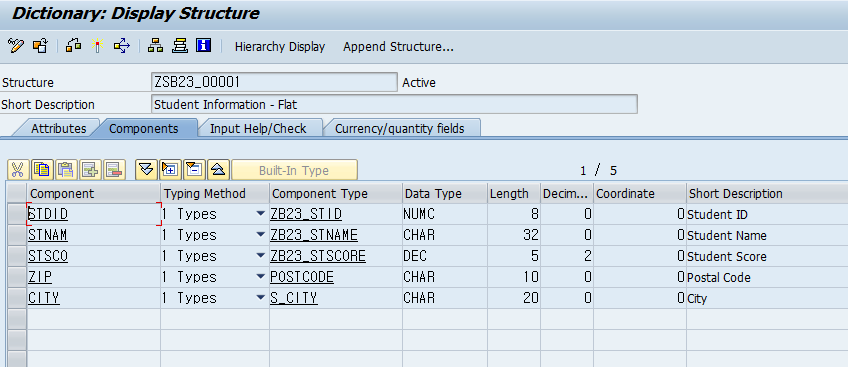 Dictionary: Display Structure
Hierarchy Display Append Structure...
Structure ZSB23_00001 Active
Short Description Student Information - Flat
Attributes Components Input Help/Check Currency/quantity fields
Built-In Type 1 / 5
Component Typing Method Component Type Data Type Length Decim... Coordinate Short Description
STDID 1 Types ZB23_STID NUMC 8 0 0 Student ID
STNAM 1 Types ZB23_STNAME CHAR 32 0 0 Student Name
STSCO 1 Types ZB23_STSCORE DEC 5 2 0 Student Score
ZIP 1 Types POSTCODE CHAR 10 0 0 Postal Code
CITY 1 Types S_CITY CHAR 20 0 0 City